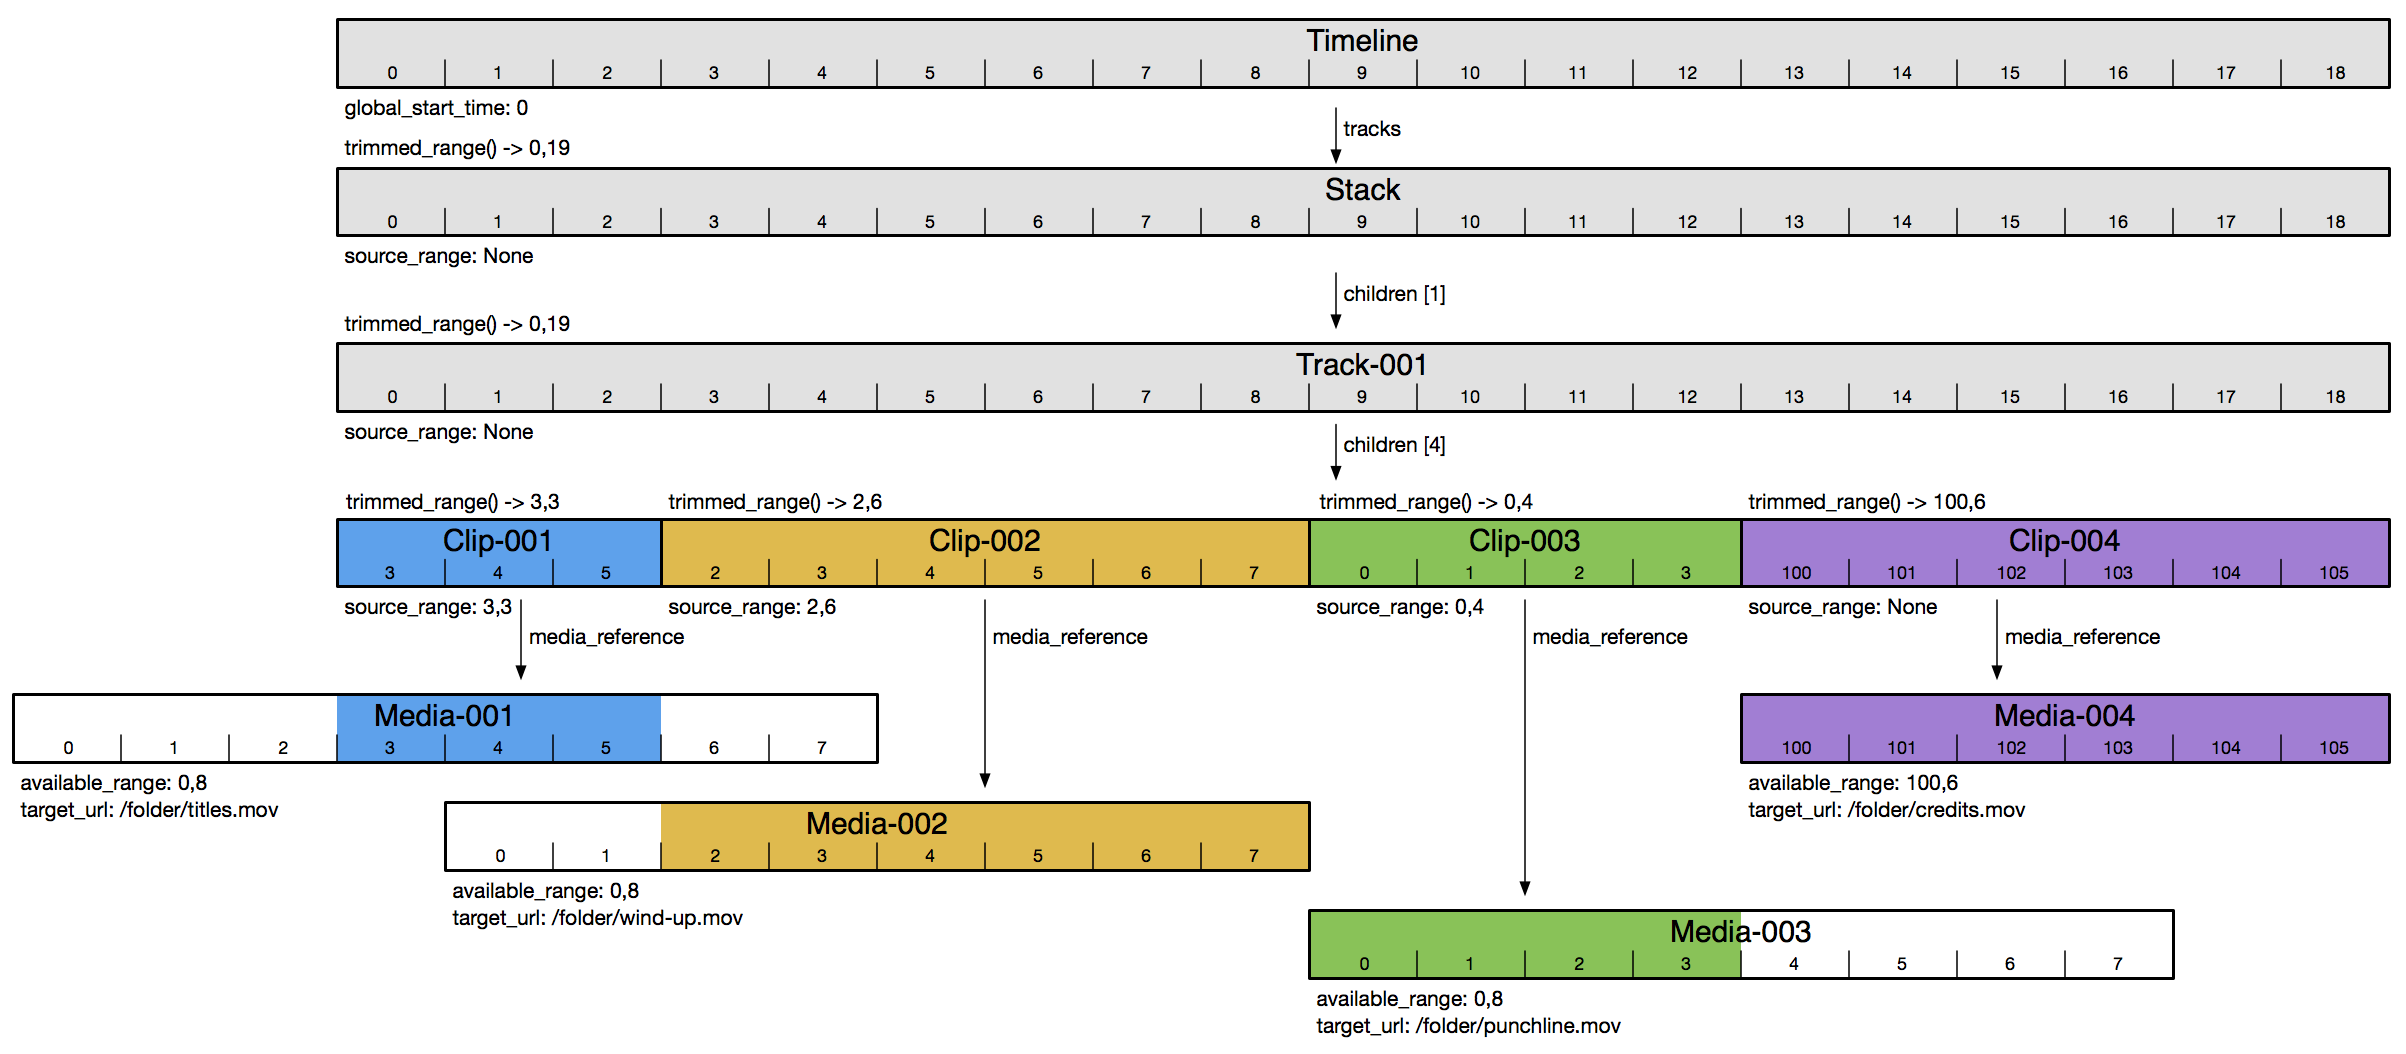 Timeline
0 1 2 3 4 5 6 7 8 9 10 11 12 13 14 15 16 17 18
global_start_time: 0
tracks
trimmed_range() -> 0,19
Stack
0 1 2 3 4 5 6 7 8 9 10 11 12 13 14 15 16 17 18
source_range: None
children [1]
trimmed_range() -> 0,19
Track-001
0 1 2 3 4 5 6 7 8 9 10 11 12 13 14 15 16 17 18
source_range: None
children [4]
trimmed_range() -> 3,3 trimmed_range() -> 2,6 trimmed_range() -> 0,4 trimmed_range() -> 100,6
Clip-001 Clip-002 Clip-003 Clip-004
3 4 5 2 3 4 5 6 7 0 1 2 3 100 101 102 103 104 105
source_range: 3,3 source_range: 2,6 source_range: 0,4 source_range: None
media_reference media_reference media_reference media_reference
Media-001 Media-004
0 1 2 3 4 5 6 7 100 101 102 103 104 105
available_range: 0,8 available_range: 100,6
target_url: /folder/titles.mov target_url: /folder/credits.mov
Media-002
0 1 2 3 4 5 6 7
available_range: 0,8
target_url: /folder/wind-up.mov
Media-003
0 1 2 3 4 5 6 7
available_range: 0,8
target_url: /folder/punchline.mov